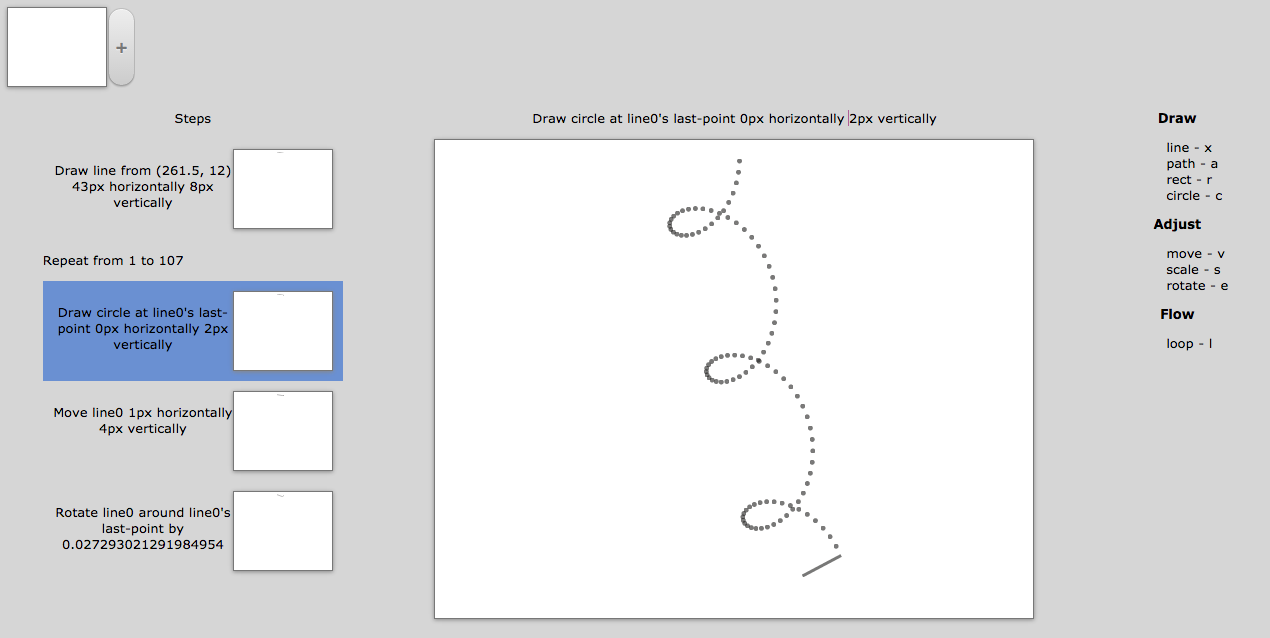 +
Steps
Draw line from (261.5, 12)
43px horizontally 8px
vertically
Repeat from 1 to 107
Draw circle at line0's last-
point 0px horizontally 2px
vertically
Move line0 1px horizontally
4px vertically
Rotate line0 around line0's
last-point by
0.027293021291984954
Draw circle at line0's last-point 0px horizontally 2px vertically
Draw
line - x
path - a
rect - r
circle - c
Adjust
move - v
scale - s
rotate - e
Flow
loop - l